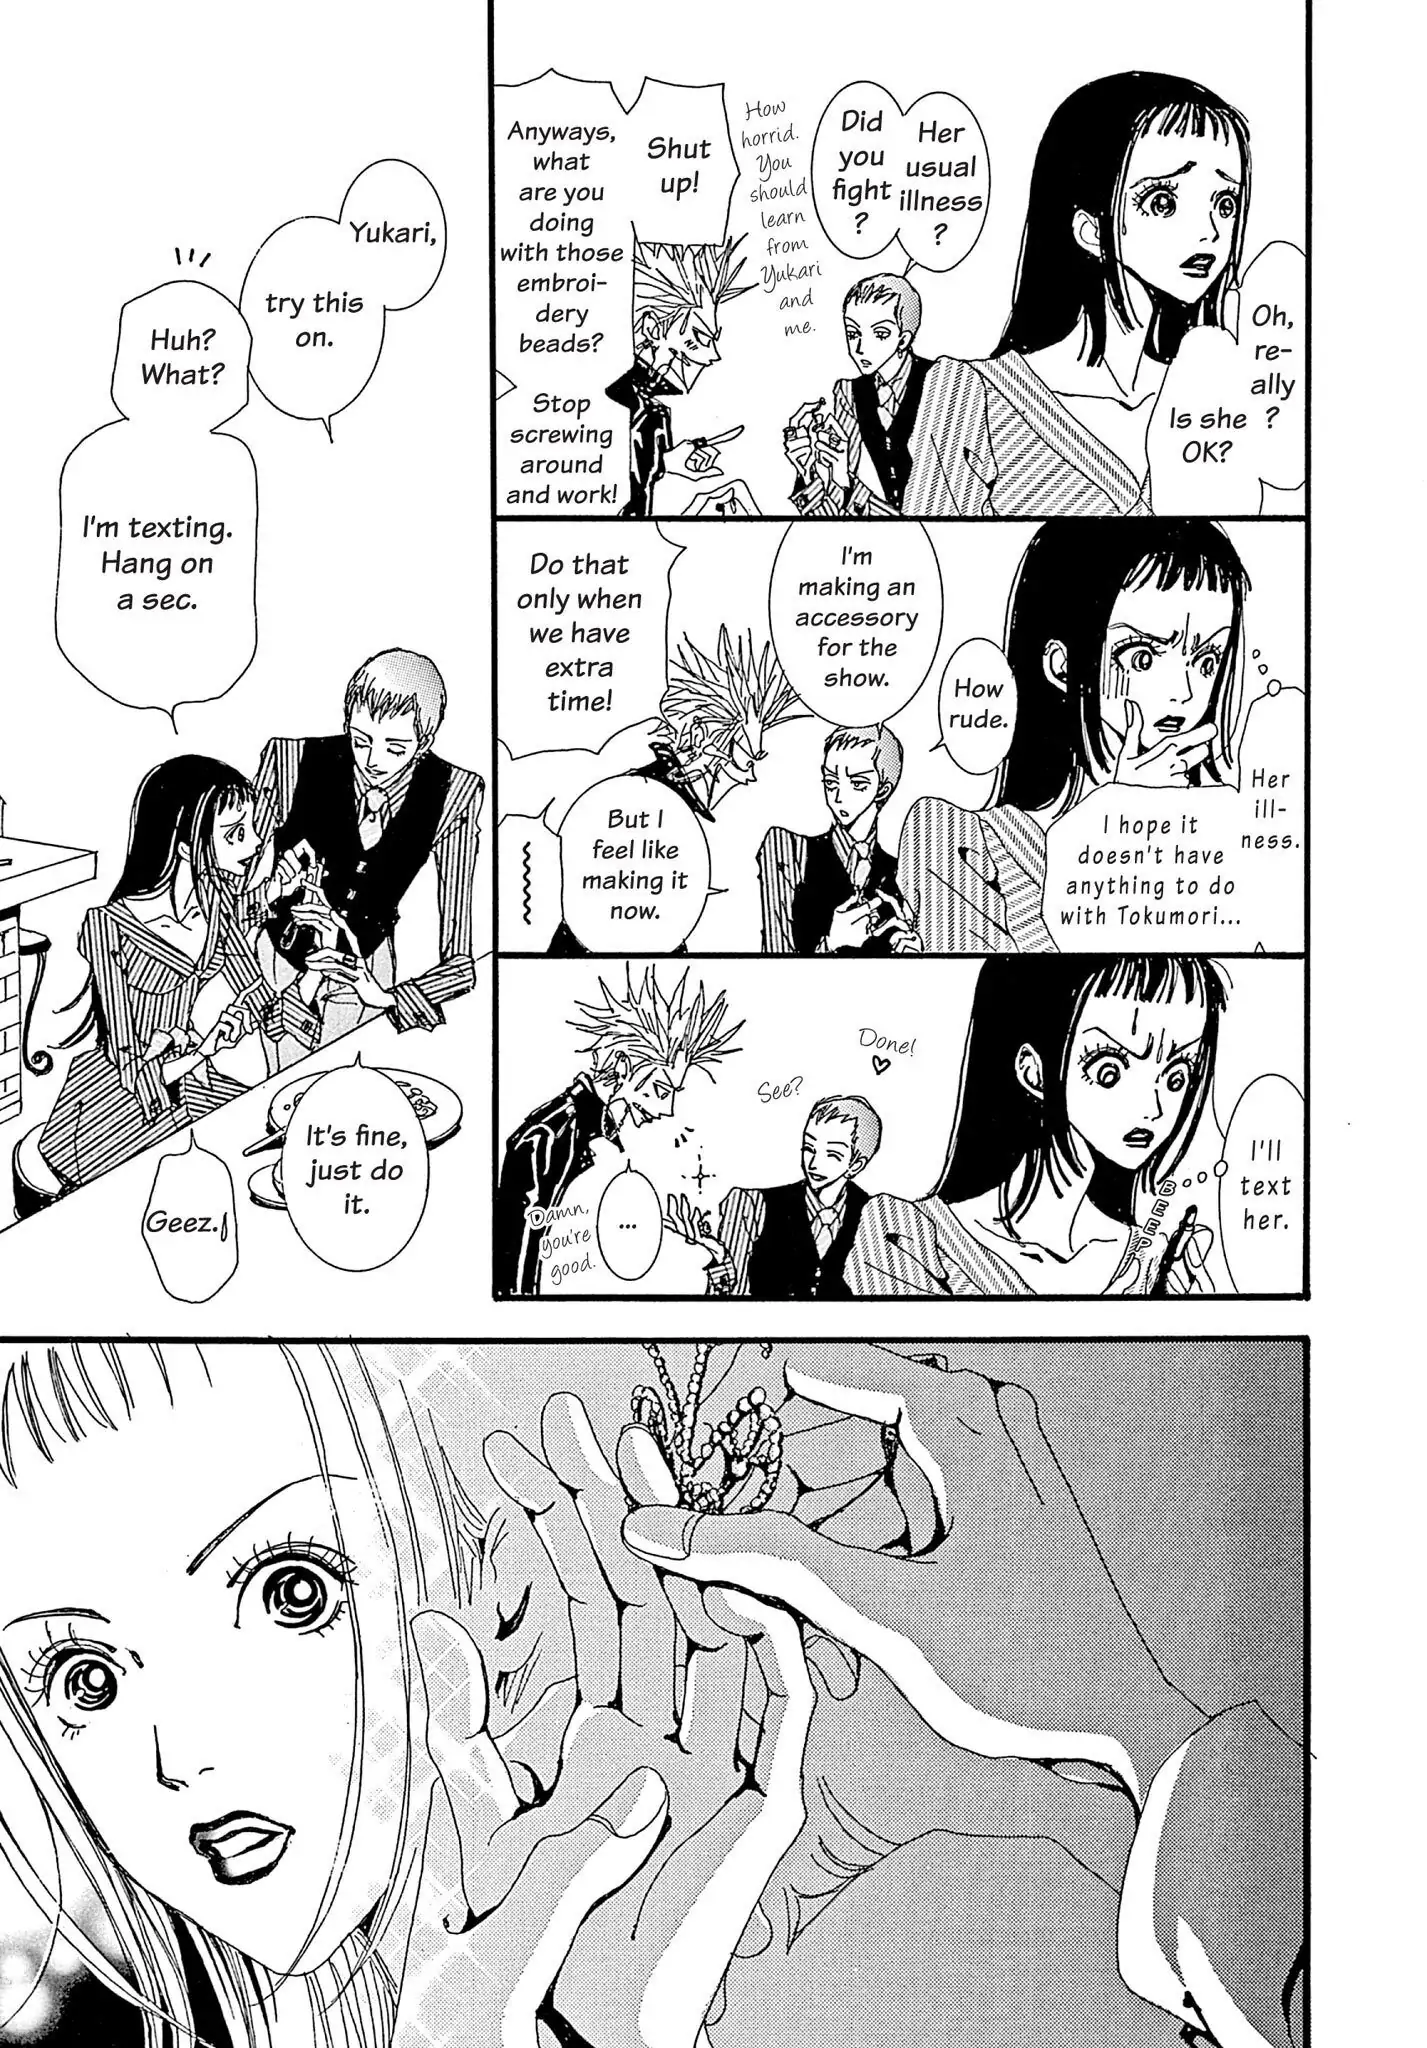 Oh,
re-
ally
?
Is she
OK?
Her
usual
illness
?
Did
you
fight
?
How
horrid.
You
should
learn
from
Yukari
and
me.
Shut
up!
Anyways,
what
are you
doing
with those
embroi-
dery
beads?
Stop
screwing
around
and work!
Her
ill-
ness.
I hope it
doesn't have
anything to do
with Tokumori...
How
rude.
I'm
making an
accessory
for the
show.
Do that
only when
we have
extra
time!
But I
feel like
making it
now.
I'll
text
her.
BEEP
Done!
See?
...
Damn,
you're
good.
Yukari,
try this
on.
Huh?
What?
I'm texting.
Hang on
a sec.
It's fine,
just do
it.
Geez.